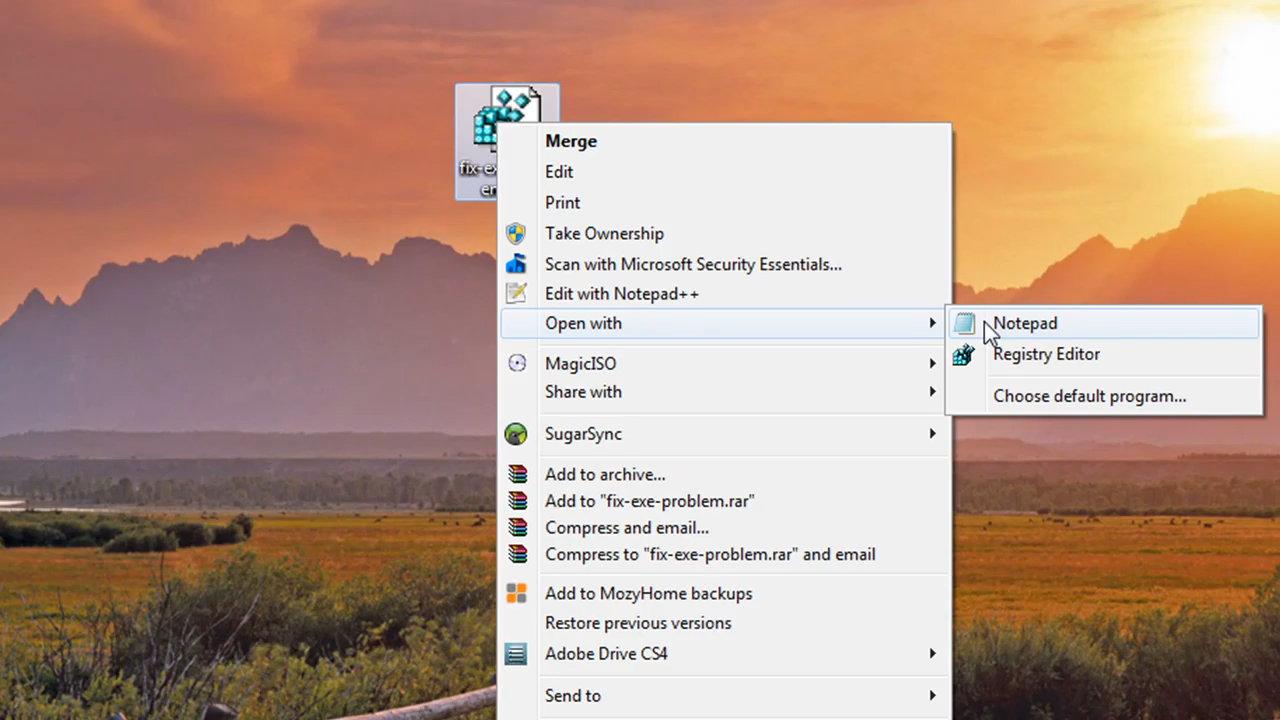 fix-ex
er
Merge
Edit
Print
Take Ownership
Scan with Microsoft Security Essentials...
Edit with Notepad++
Open with
Notepad
Registry Editor
Choose default program...
MagicISO
Share with
SugarSync
Add to archive...
Add to "fix-exe-problem.rar"
Compress and email...
Compress to "fix-exe-problem.rar" and email
Add to MozyHome backups
Restore previous versions
Adobe Drive CS4
Send to